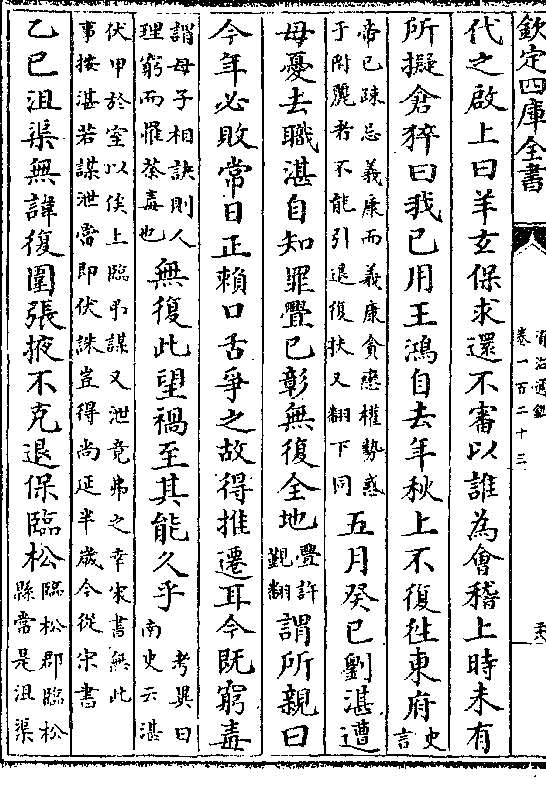 欽定四庫全書
資治通鑑
卷一百二十三
代之啟上曰羊玄保求還不審以誰為會稽上時未有
所擬倉猝曰我已用王鴻自去年秋上不復往東府史言
帝已疎忌義康而義康貪戀權勢惑
于附麗者不能引退復扶又翻下同
五月癸巳劉湛遭
母憂去職湛自知罪釁已彰無復全地釁許覲翻謂所親曰
今年必敗常日正賴口舌爭之故得推遷耳今既窮毒
謂母子相訣則人
理窮而罹荼毒也
無復此望禍至其能久乎考異曰南史云湛
伏甲於室以俟上臨弔謀又泄竟弗之幸宋書無此
事按湛若謀泄當即伏誅豈得尚延半歲今從宋書
乙巳沮渠無諱復圍張掖不克退保臨松臨松郡臨松縣常是沮渠